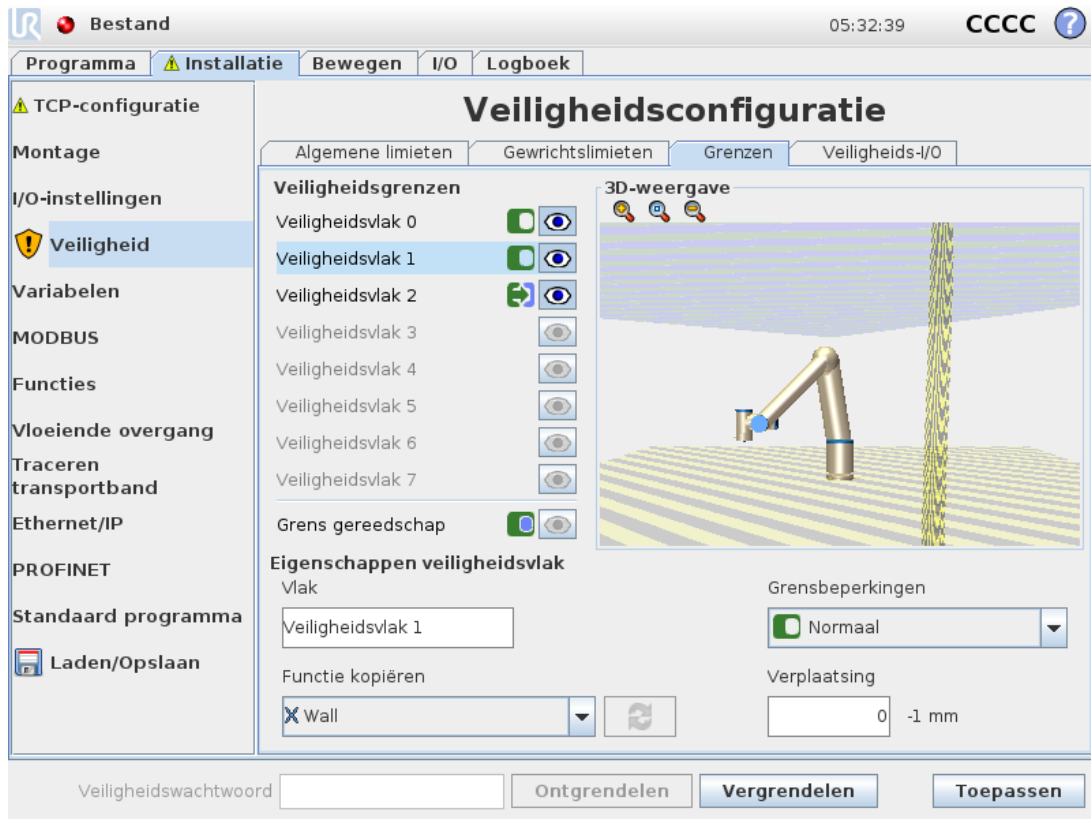 UR Bestand 05:32:39 CCCC ?
Programma Installatie Bewegen I/O Logboek
TCP-configuratie
Montage
I/O-instellingen
Veiligheid
Variabelen
MODBUS
Functies
Vloeiende overgang
Traceren
transportband
Ethernet/IP
PROFINET
Standaard programma
Laden/Opslaan
Veiligheidsconfiguratie
Algemene limieten Gewrichtslimieten Grenzen Veiligheids-I/O
Veiligheidsgrenzen
Veiligheidsvlak 0
Veiligheidsvlak 1
Veiligheidsvlak 2
Veiligheidsvlak 3
Veiligheidsvlak 4
Veiligheidsvlak 5
Veiligheidsvlak 6
Veiligheidsvlak 7
Grens gereedschap
3D-weergave
Eigenschappen veiligheidsvlak
Vlak
Veiligheidsvlak 1
Grensbeperkingen
Normaal
Functie kopiëren
Wall
Verplaatsing
0 -1 mm
Veiligheidswachtwoord Ontgrendelen Vergrendelen Toepassen